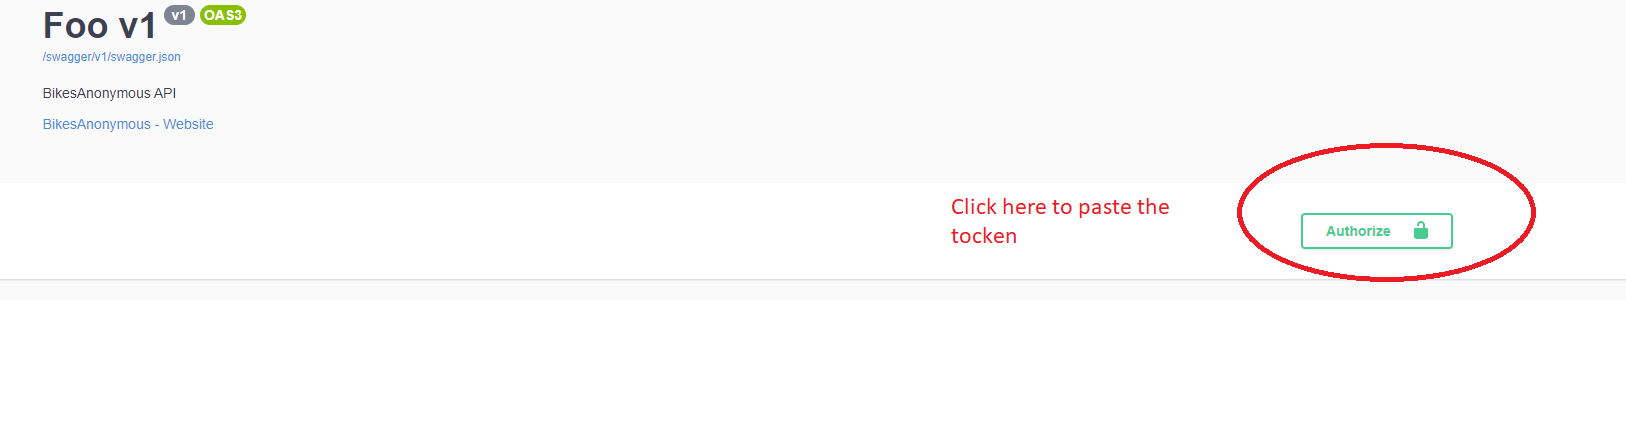 Foo v1 v1 OAS3
/swagger/v1/swagger.json
BikesAnonymous API
BikesAnonymous - Website
Click here to paste the
tocken
Authorize